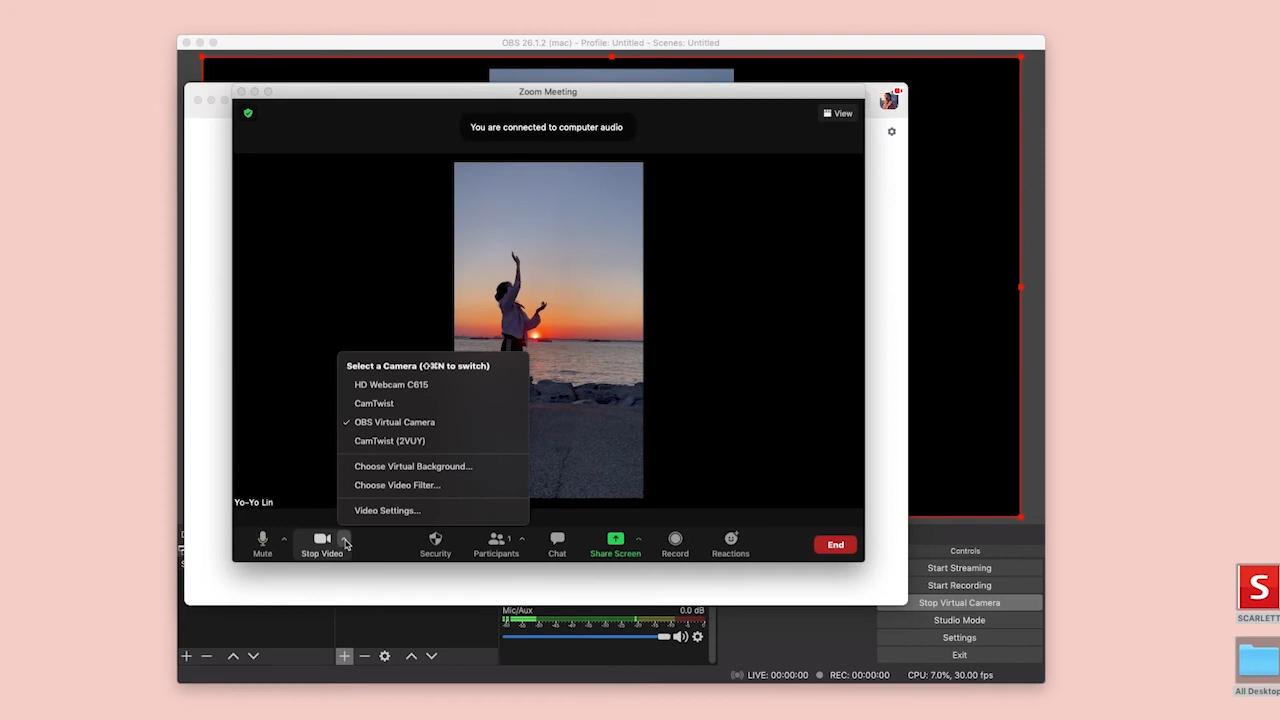 OBS 26.1.2 (mac) - Profile: Untitled - Scenes: Untitled
Zoom Meeting
View
You are connected to computer audio
Select a Camera (⇧⌘N to switch)
HD Webcam C615
CamTwist
✓ OBS Virtual Camera
CamTwist (2VUY)
Choose Virtual Background...
Choose Video Filter...
Video Settings...
Yo-Yo Lin
Mute
Stop Video
Security
Participants
1
Chat
Share Screen
Record
Reactions
End
Controls
Start Streaming
Start Recording
Stop Virtual Camera
Studio Mode
Settings
Exit
Mic/Aux
0.0 dB
LIVE: 00:00:00
REC: 00:00:00
CPU: 7.0%, 30.00 fps
S
SCARLETT
All Desktop